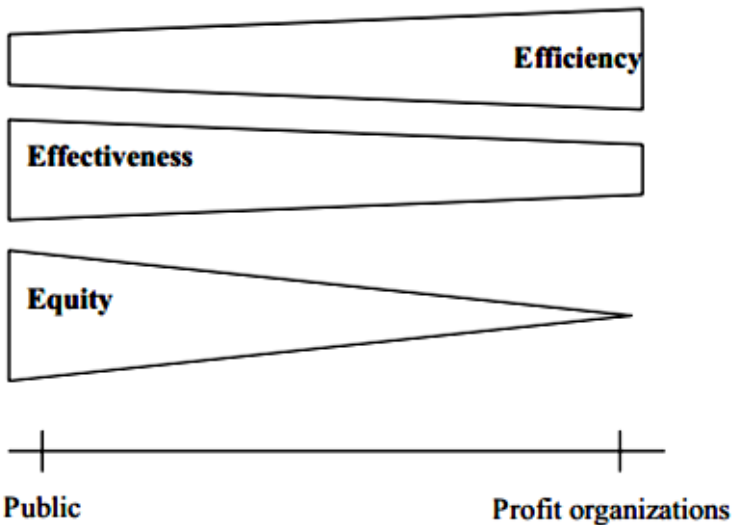 Efficiency
Effectiveness
Equity
Public
Profit organizations